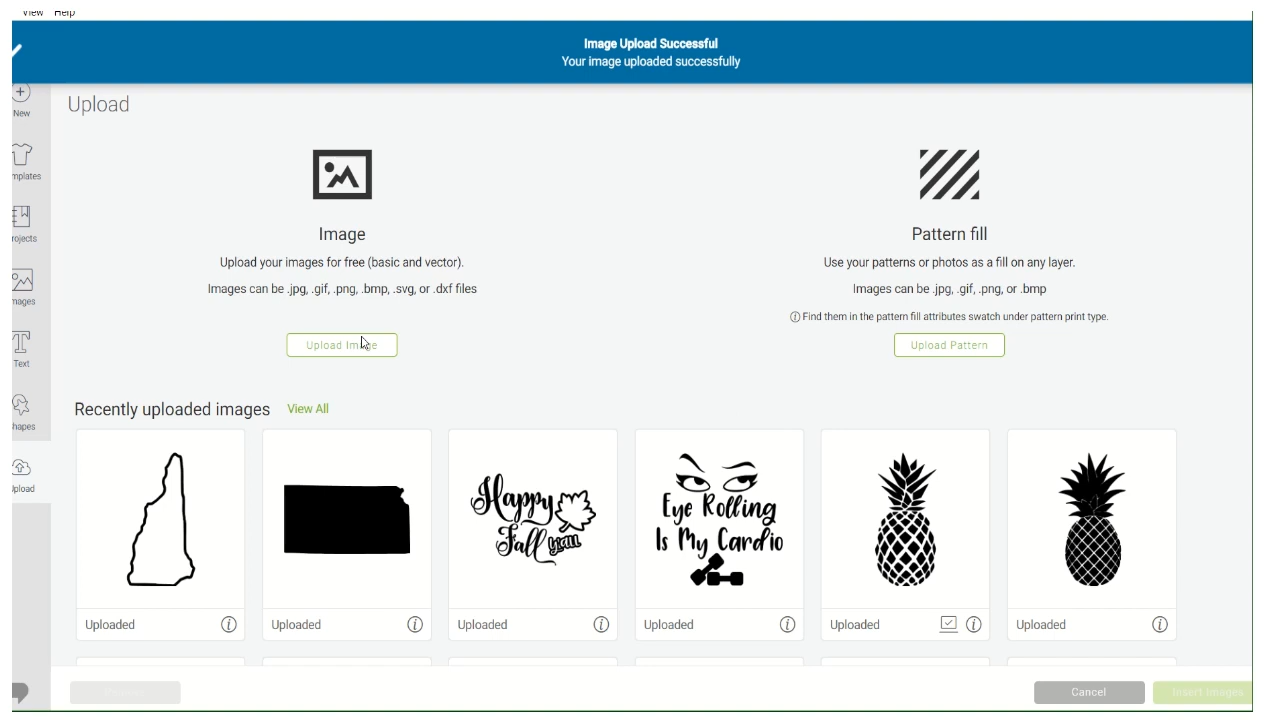 View Help
Image Upload Successful
Your image uploaded successfully
New
mplates
rojects
mages
Text
hapes
pload
Upload
Image
Upload your images for free (basic and vector).
Images can be .jpg, .gif, .png, .bmp, .svg, or .dxf files
Upload Image
Pattern fill
Use your patterns or photos as a fill on any layer.
Images can be .jpg, .gif, .png, or .bmp
Find them in the pattern fill attributes swatch under pattern print type.
Upload Pattern
Recently uploaded images View All
Happy
Fall
Eye Rolling
Is My Cardio
Uploaded
Uploaded
Uploaded
Uploaded
Uploaded
Uploaded
Cancel
Insert Images